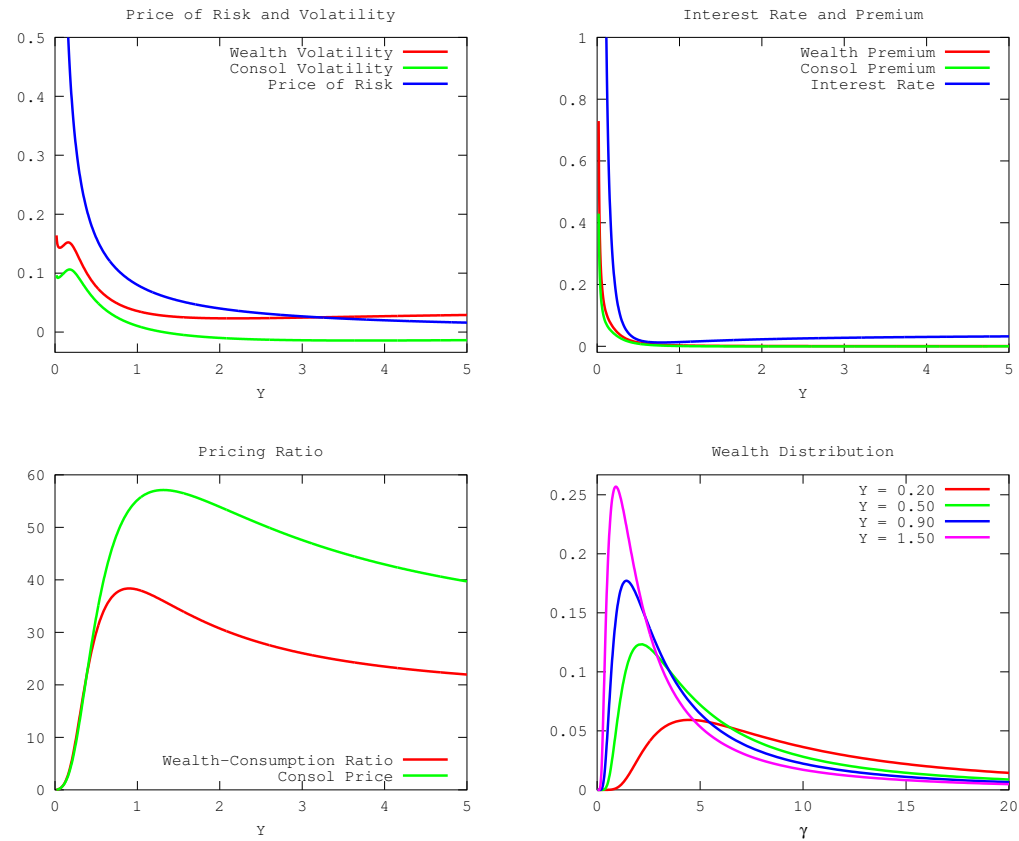 Price of Risk and Volatility
0.5
0.4
0.3
0.2
0.1
0
Wealth Volatility
Consol Volatility
Price of Risk
0 1 2 3 4 5
Y
Interest Rate and Premium
1
0.8
0.6
0.4
0.2
0
Wealth Premium
Consol Premium
Interest Rate
0 1 2 3 4 5
Y
Pricing Ratio
60
50
40
30
20
10
0
Wealth-Consumption Ratio
Consol Price
0 1 2 3 4 5
Y
Wealth Distribution
0.25
0.2
0.15
0.1
0.05
0
Y = 0.20
Y = 0.50
Y = 0.90
Y = 1.50
0 5 10 15 20
γ